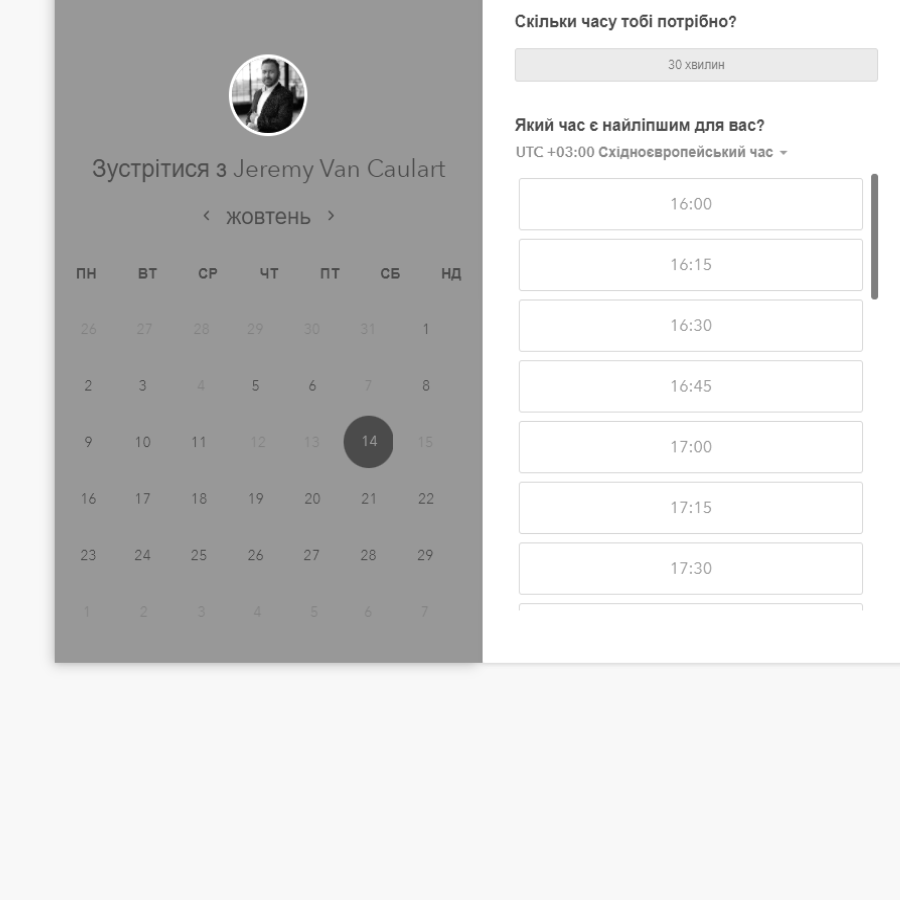 Зустрітися з Jeremy Van Caulart
жовтень
ПН ВТ СР ЧТ ПТ СБ НД
26 27 28 29 30 31 1
2 3 4 5 6 7 8
9 10 11 12 13 14 15
16 17 18 19 20 21 22
23 24 25 26 27 28 29
1 2 3 4 5 6 7
Скільки часу тобі потрібно?
30 хвилин
Який час є найліпшим для вас?
UTC +03:00 Східноєвропейський час
16:00
16:15
16:30
16:45
17:00
17:15
17:30